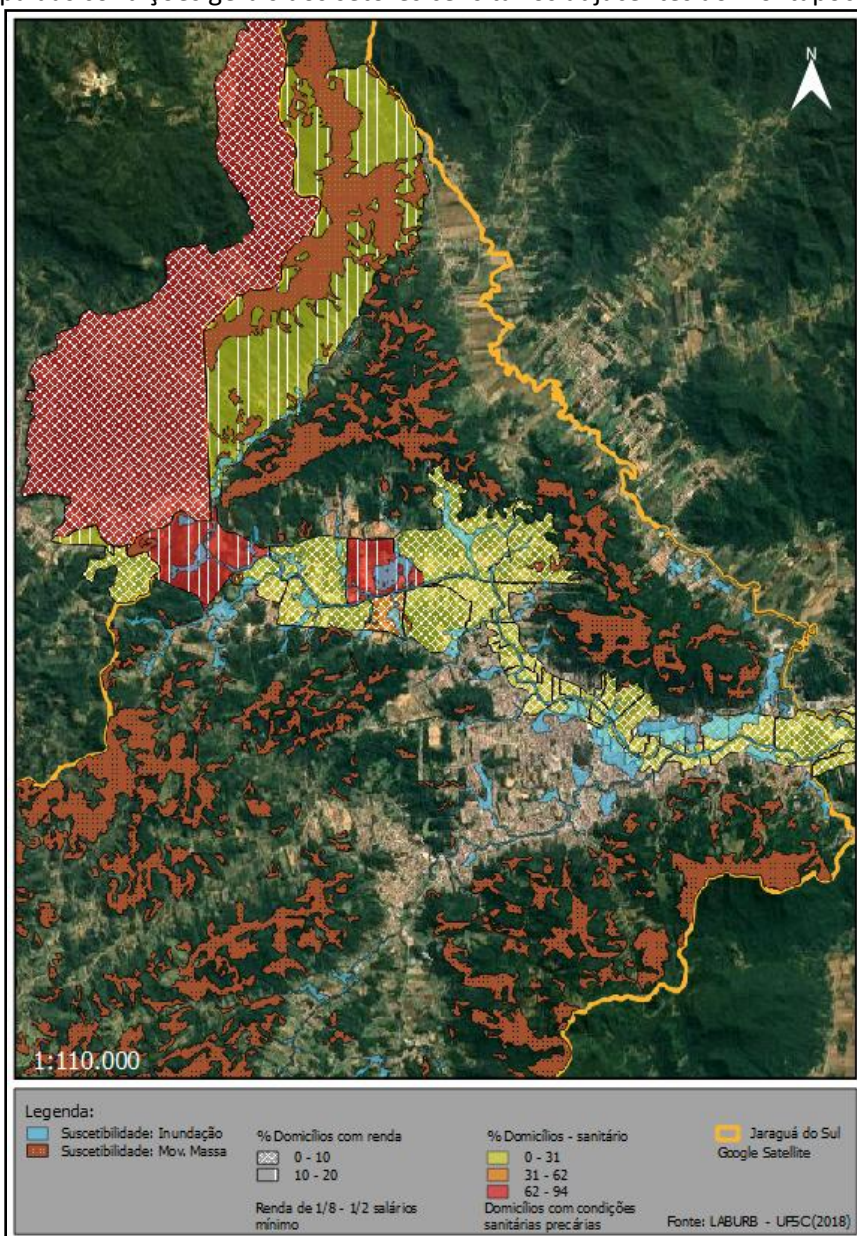 N
1:110.000
Legenda:
Suscetibilidade: Inundação
Suscetibilidade: Mov. Massa
% Domicílios com renda
0 - 10
10 - 20
Renda de 1/8 - 1/2 salários
mínimo
% Domicílios - sanitário
0 - 31
31 - 62
62 - 94
Domicílios com condições
sanitárias precárias
Jaraguá do Sul
Google Satellite
Fonte: LABURB - UFSC(2018)